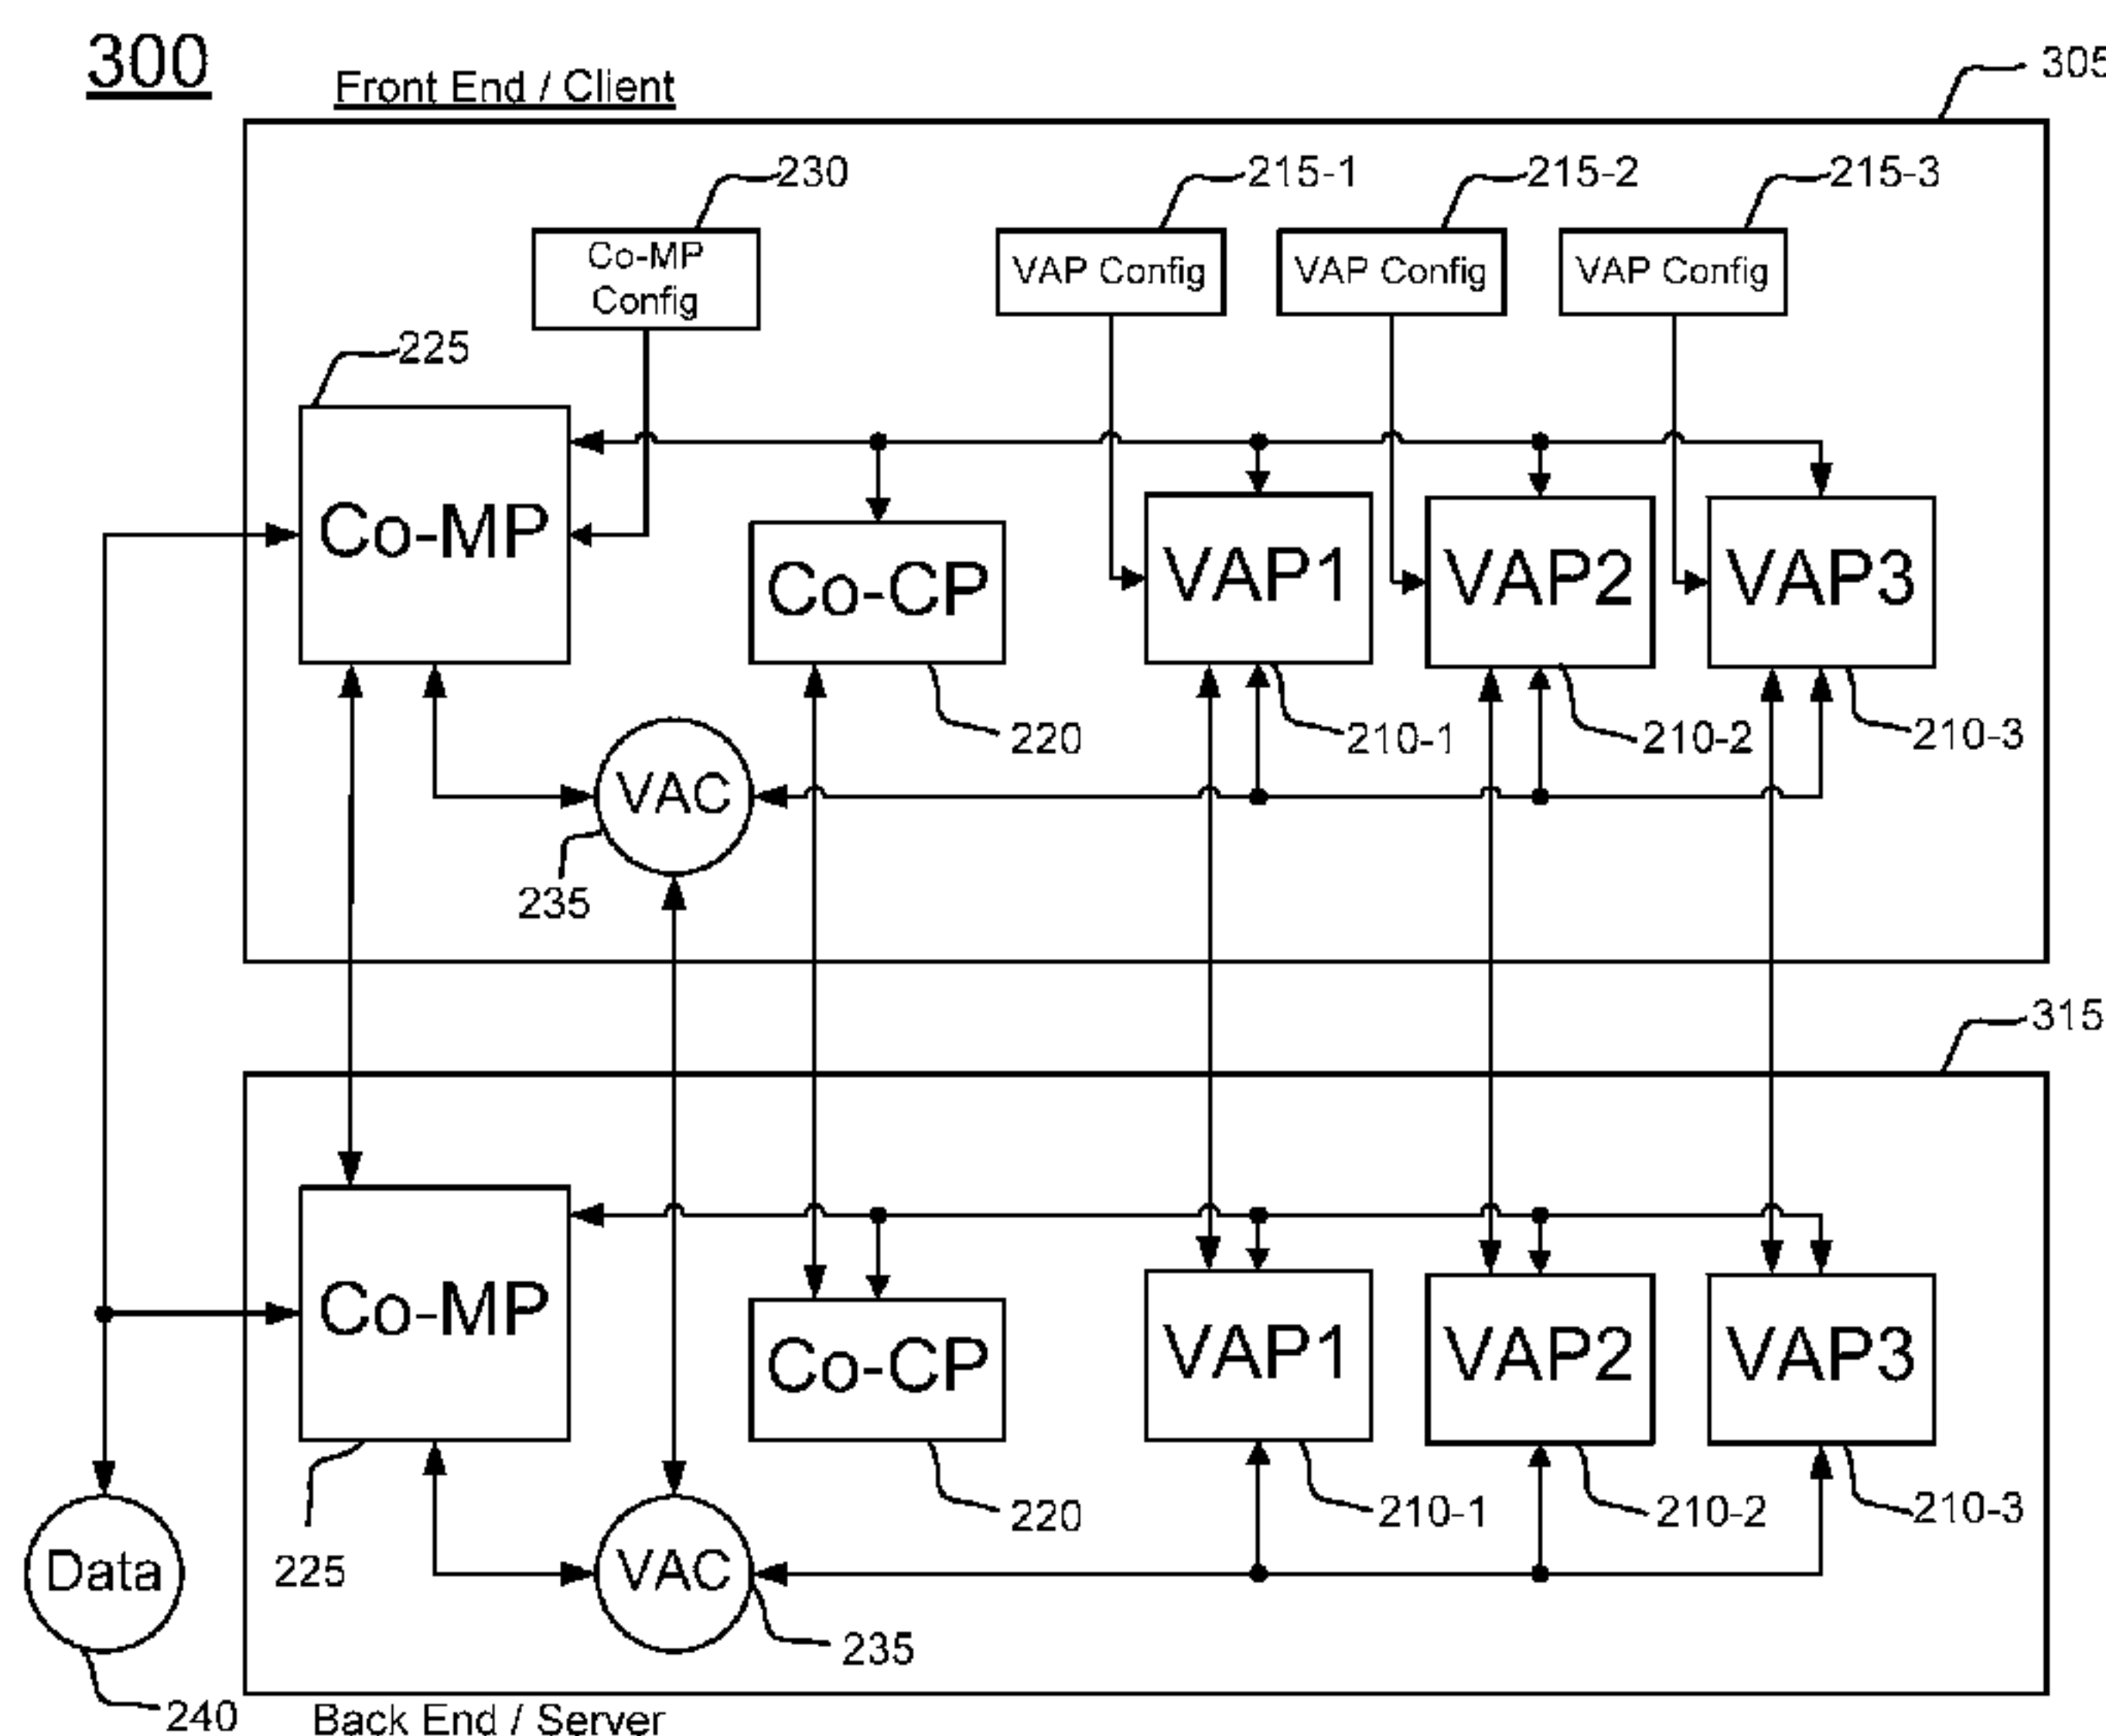 300
Front End / Client
305
230
215-1
215-2
215-3
Co-MP
Config
VAP Config
VAP Config
VAP Config
225
Co-MP
Co-CP
VAP1
VAP2
VAP3
220
210-1
210-2
210-3
VAC
235
315
Co-MP
Co-CP
VAP1
VAP2
VAP3
220
210-1
210-2
210-3
Data
225
VAC
235
240
Back End / Server